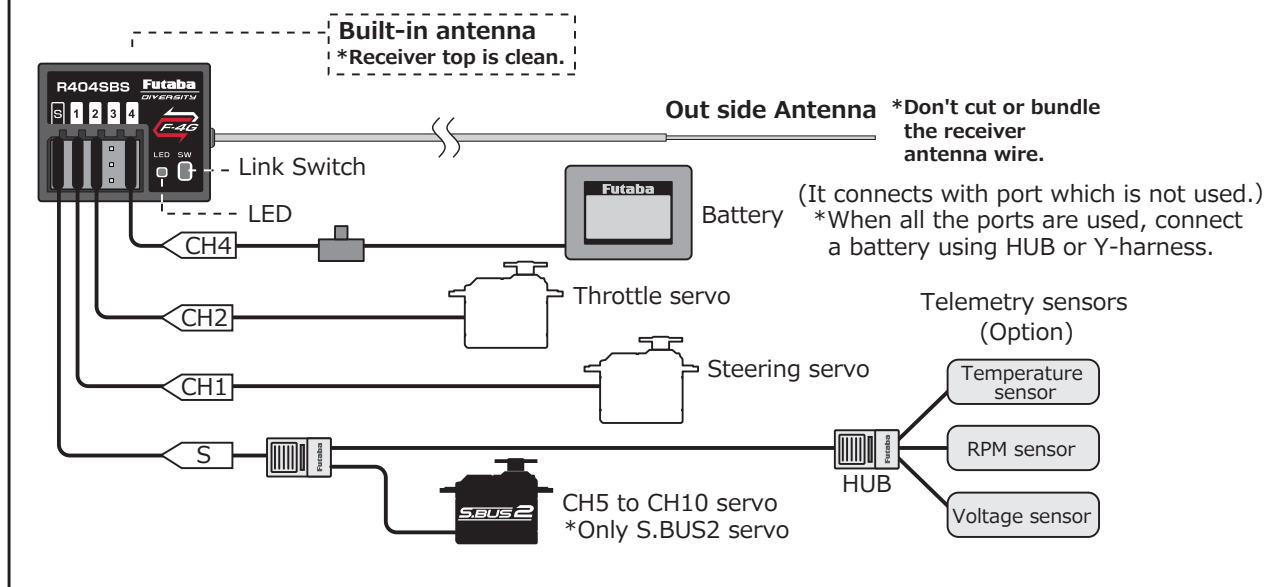 Built-in antenna
*Receiver top is clean.
R404SBS Futaba
DIVERSITY
S 1 2 3 4
F-4G
LED SW
Out side Antenna
*Don't cut or bundle
the receiver
antenna wire.
Link Switch
LED
Futaba
Battery
(It connects with port which is not used.)
*When all the ports are used, connect
a battery using HUB or Y-harness.
CH4
Throttle servo
CH2
Telemetry sensors
(Option)
Steering servo
CH1
Temperature
sensor
S
Futaba
Futaba
RPM sensor
HUB
S.BUS2
CH5 to CH10 servo
*Only S.BUS2 servo
Voltage sensor